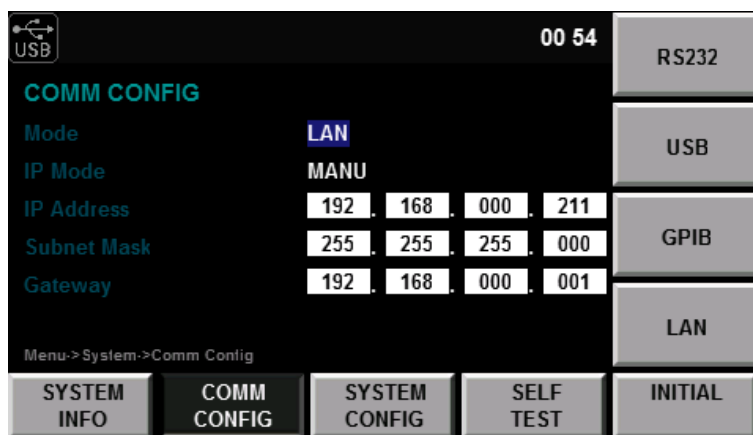 USB
00 54
COMM CONFIG
Mode LAN
IP Mode MANU
IP Address 192 . 168 . 000 . 211
Subnet Mask 255 . 255 . 255 . 000
Gateway 192 . 168 . 000 . 001
Menu->System->Comm Config
RS232
USB
GPIB
LAN
SYSTEM INFO
COMM CONFIG
SYSTEM CONFIG
SELF TEST
INITIAL